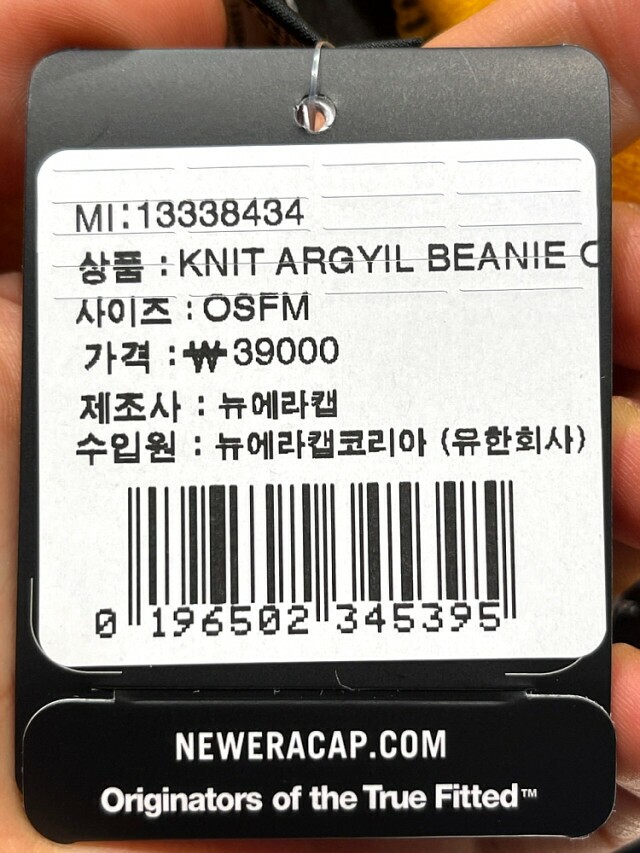 MI:13338434
상품 : KNIT ARGYIL BEANIE C
사이즈 : OSFM
가격 : ₩39000
제조사 : 뉴에라캡
수입원 : 뉴에라캡코리아 (유한회사)
0 196502 345395
NEWERACAP.COM
Originators of the True Fitted™